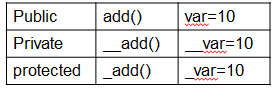 Public add() var=10
Private __add() __var=10
protected _add() _var=10